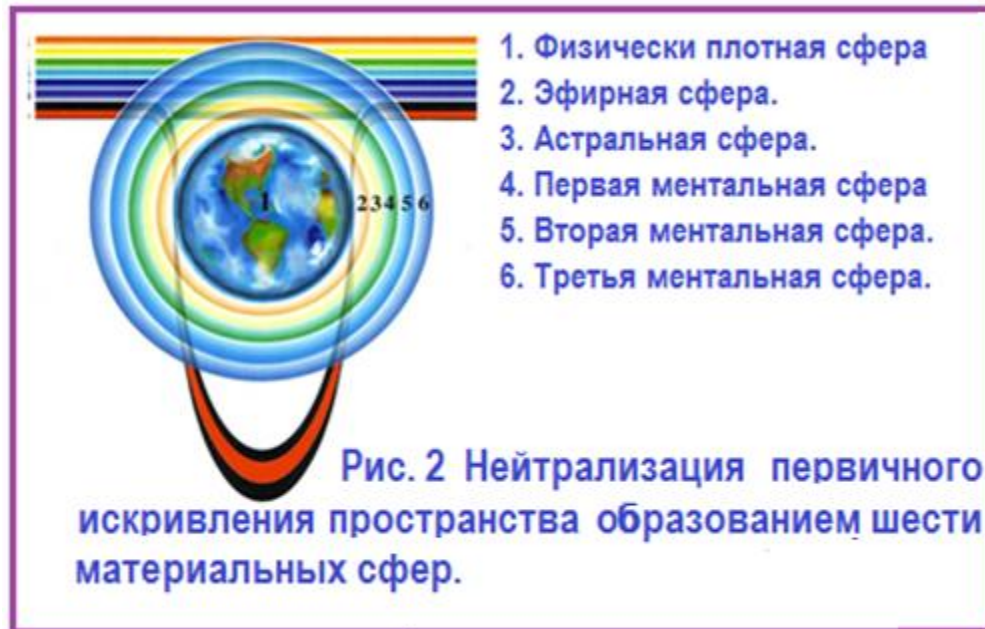 1. Физически плотная сфера
2. Эфирная сфера.
3. Астральная сфера.
4. Первая ментальная сфера
5. Вторая ментальная сфера.
6. Третья ментальная сфера.
1 2 3 4 5 6
Рис. 2 Нейтрализация первичного
искривления пространства образованием шести
материальных сфер.